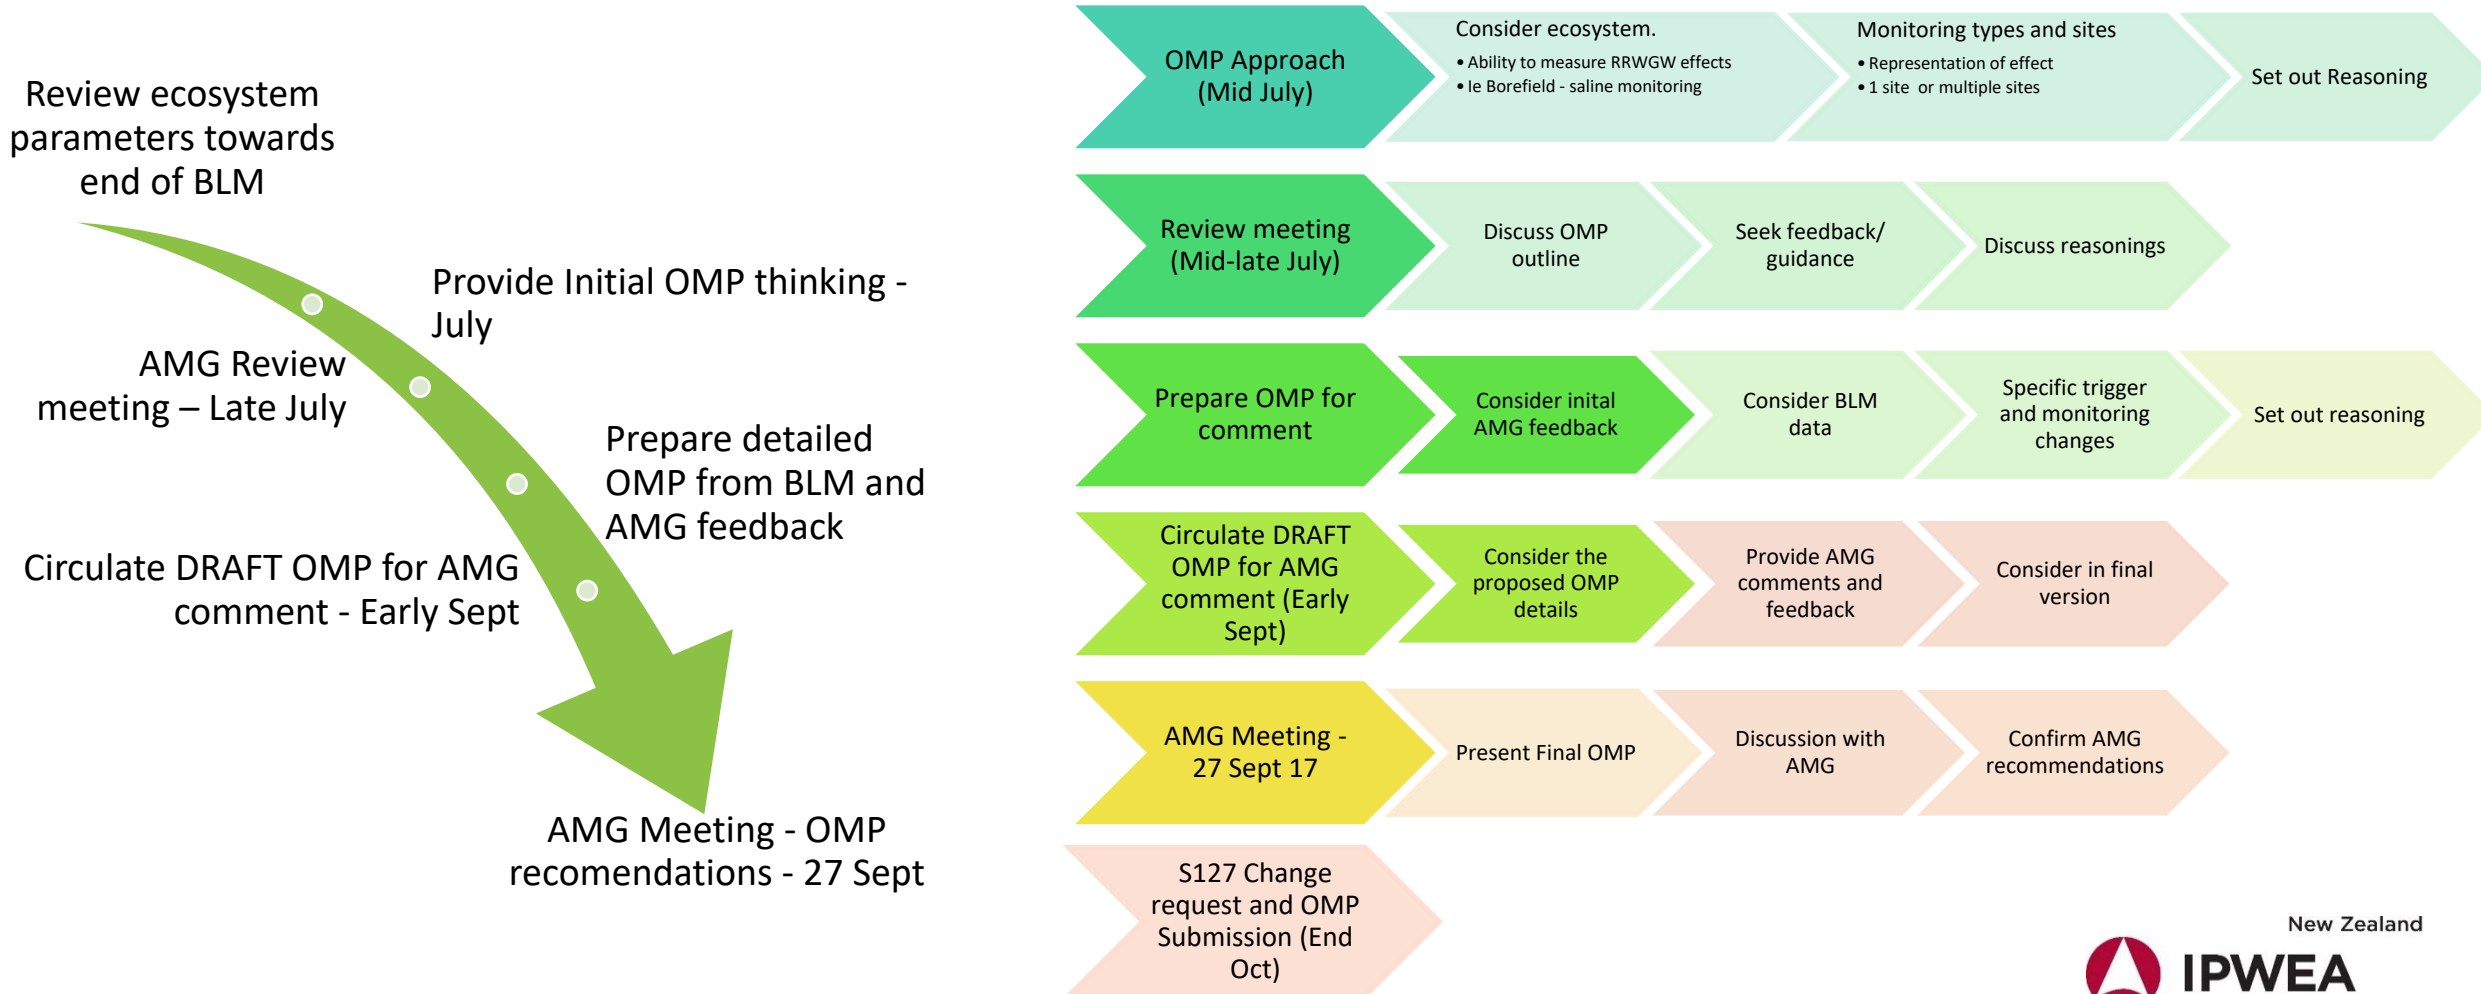 Review ecosystem
parameters towards
end of BLM
Provide Initial OMP thinking -
July
AMG Review
meeting – Late July
Prepare detailed
OMP from BLM and
AMG feedback
Circulate DRAFT OMP for AMG
comment - Early Sept
AMG Meeting - OMP
recomendations - 27 Sept
OMP Approach
(Mid July)
Consider ecosystem.
• Ability to measure RRWGW effects
• Ie Borefield - saline monitoring
Monitoring types and sites
• Representation of effect
• 1 site or multiple sites
Set out Reasoning
Review meeting
(Mid-late July)
Discuss OMP
outline
Seek feedback/
guidance
Discuss reasonings
Prepare OMP for
comment
Consider inital
AMG feedback
Consider BLM
data
Specific trigger
and monitoring
changes
Set out reasoning
Circulate DRAFT
OMP for AMG
comment (Early
Sept)
Consider the
proposed OMP
details
Provide AMG
comments and
feedback
Consider in final
version
AMG Meeting -
27 Sept 17
Present Final OMP
Discussion with
AMG
Confirm AMG
recommendations
S127 Change
request and OMP
Submission (End
Oct)
New Zealand
IPWEA